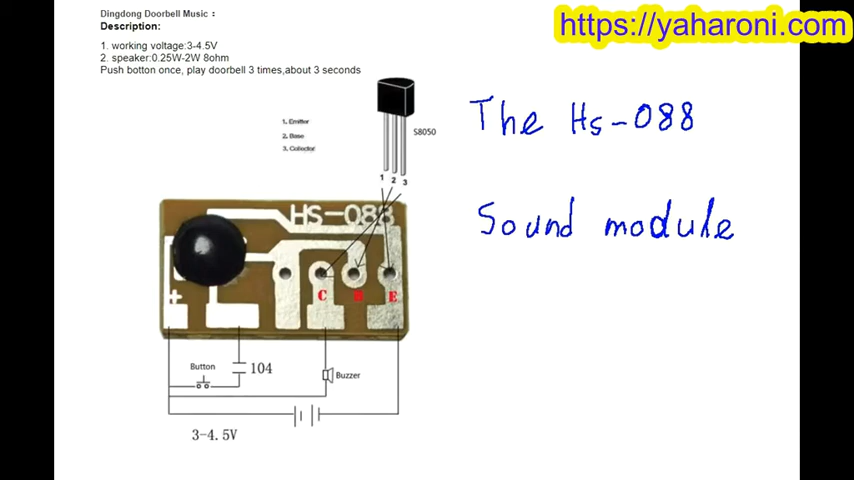 Dingdong Doorbell Music :
Description:
1. working voltage:3-4.5V
2. speaker:0.25W-2W 8ohm
Push botton once, play doorbell 3 times,about 3 seconds
https://yaharoni.com/
1. Emitter
2. Base
3. Collector
S8050
1 2 3
The Hs-088
HS-088
Sound module
+
C B E
Button
104
Buzzer
3-4.5V